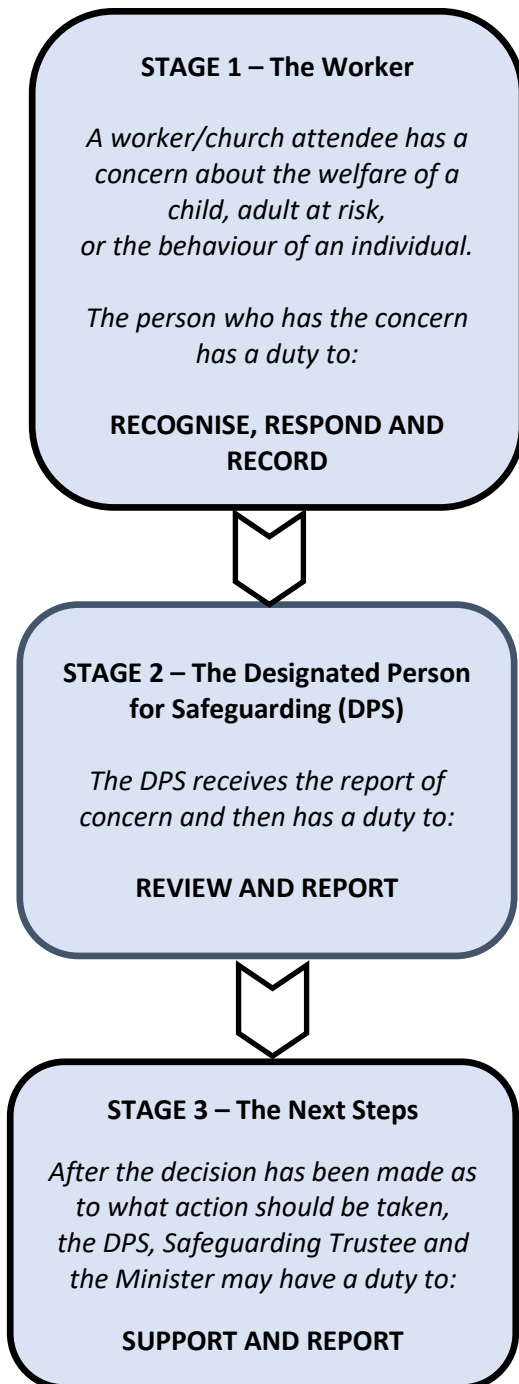 STAGE 1 – The Worker
A worker/church attendee has a
concern about the welfare of a
child, adult at risk,
or the behaviour of an individual.
The person who has the concern
has a duty to:
RECOGNISE, RESPOND AND
RECORD
STAGE 2 – The Designated Person
for Safeguarding (DPS)
The DPS receives the report of
concern and then has a duty to:
REVIEW AND REPORT
STAGE 3 – The Next Steps
After the decision has been made as
to what action should be taken,
the DPS, Safeguarding Trustee and
the Minister may have a duty to:
SUPPORT AND REPORT